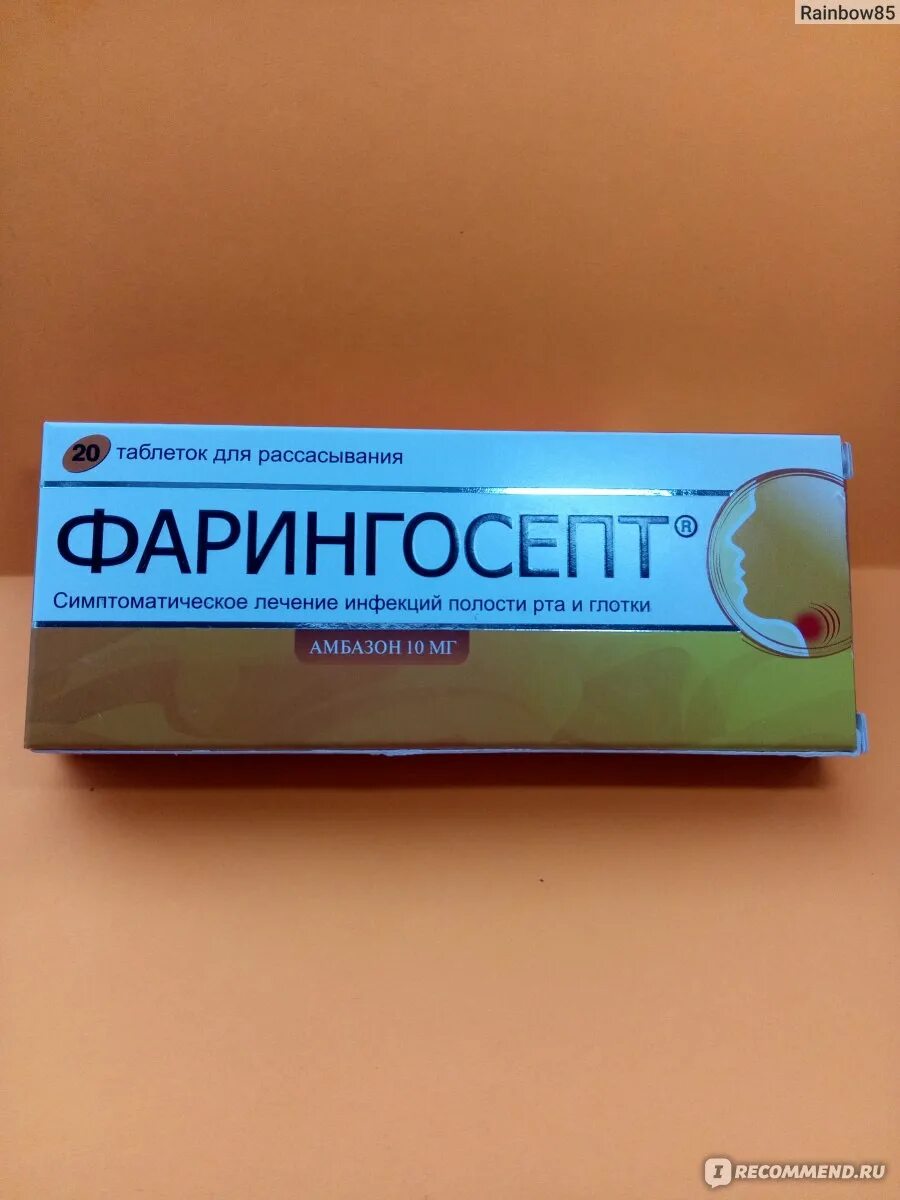 Rainbow85
20 таблеток для рассасывания
ФАРИНГОСЕПТ®
Симптоматическое лечение инфекций полости рта и глотки
АМБАЗОН 10 МГ
IRECOMMEND.RU